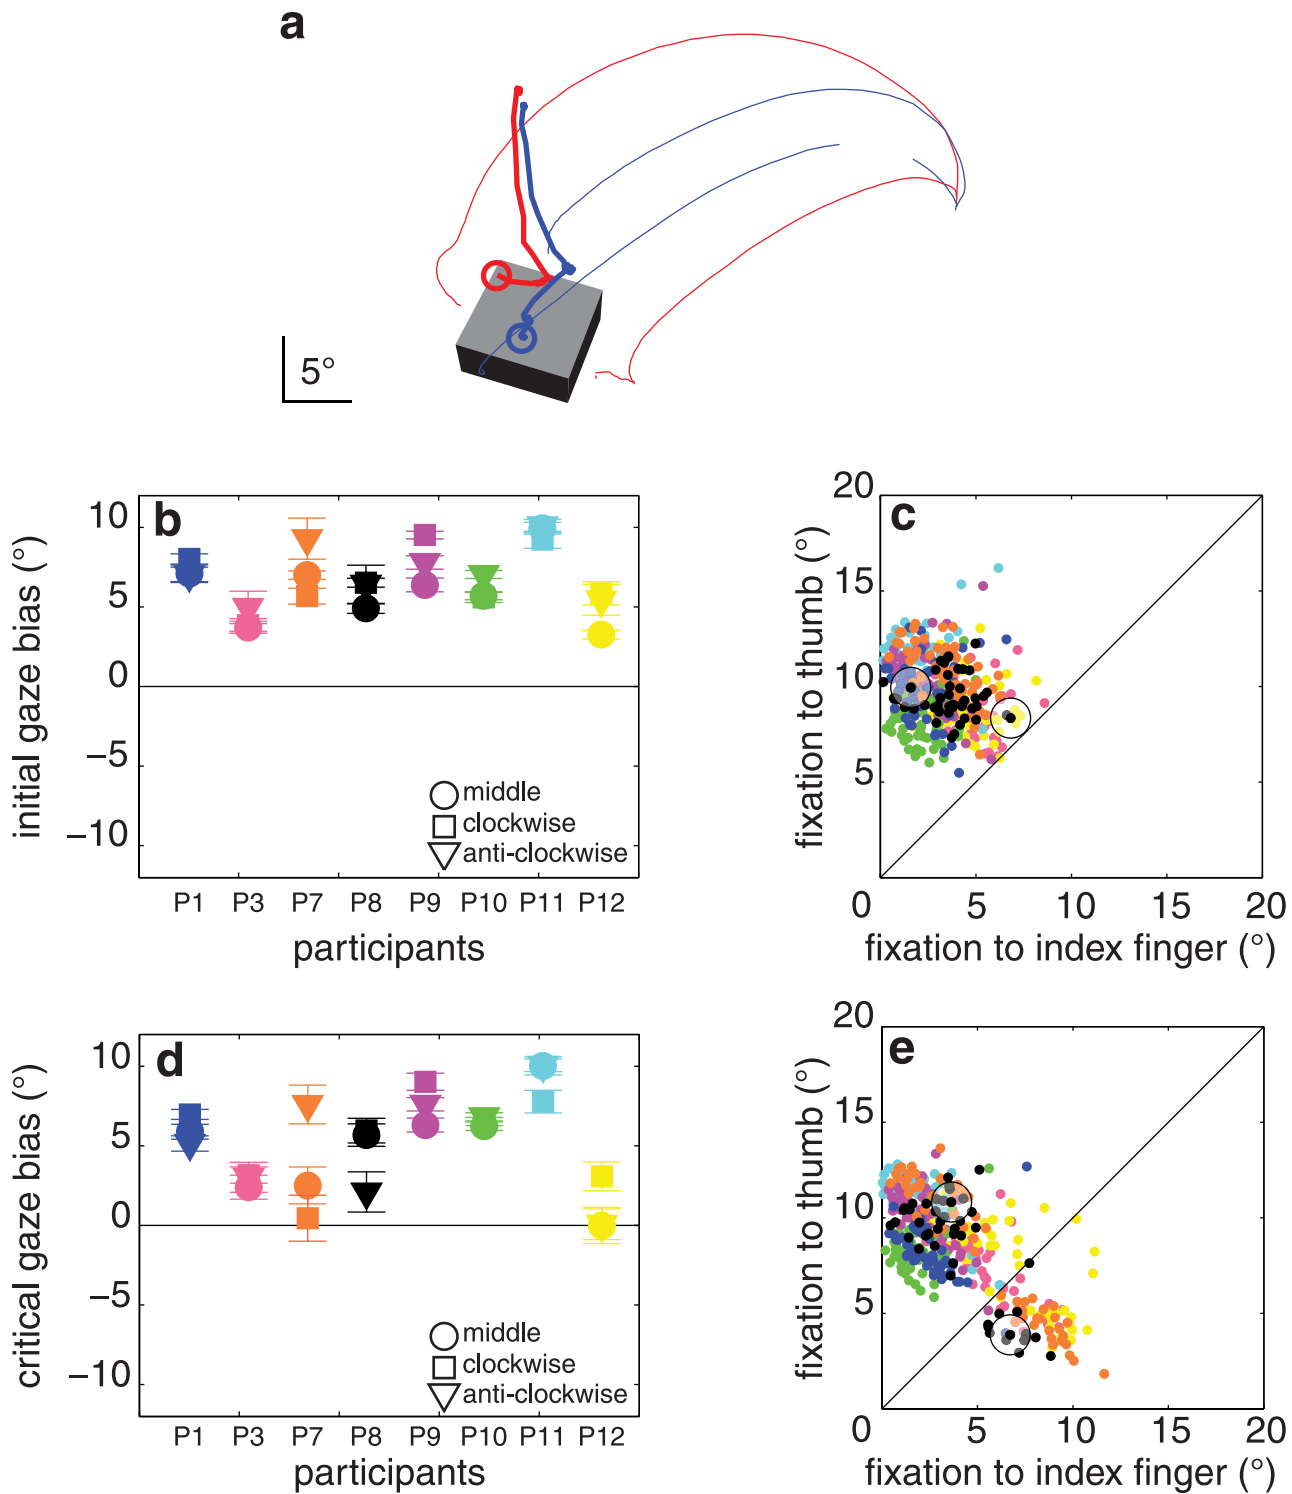 a
5°
b
initial gaze bias (°)
10
5
0
−5
−10
middle
clockwise
anti-clockwise
P1 P3 P7 P8 P9 P10 P11 P12
participants
c
fixation to thumb (°)
20
15
10
5
0 5 10 15 20
fixation to index finger (°)
d
critical gaze bias (°)
10
5
0
−5
−10
middle
clockwise
anti-clockwise
P1 P3 P7 P8 P9 P10 P11 P12
participants
e
fixation to thumb (°)
20
15
10
5
0 5 10 15 20
fixation to index finger (°)